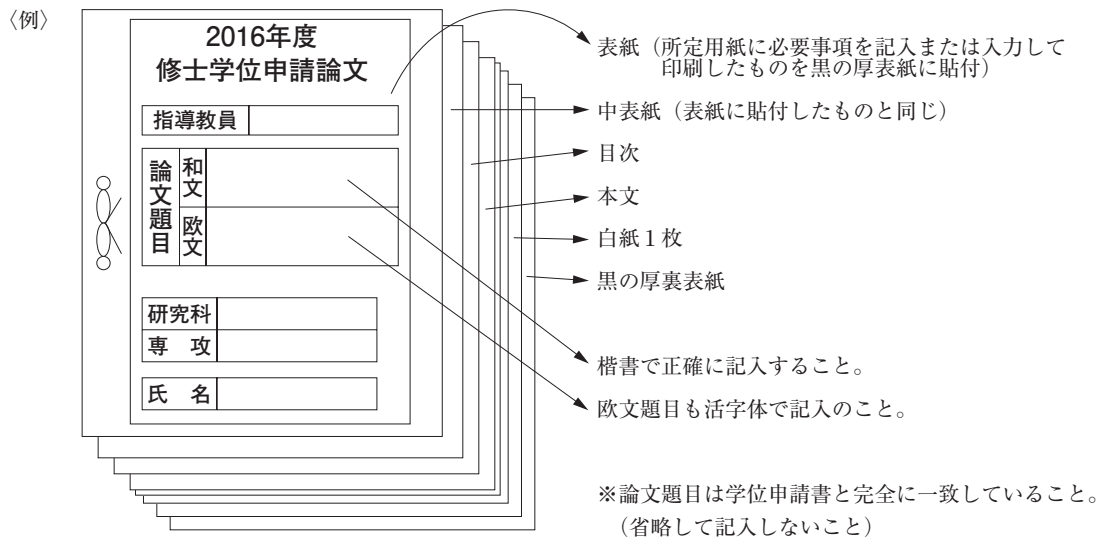 〈例〉
2016年度
修士学位申請論文
指導教員
論文題目
和文
欧文
研究科
専　攻
氏　名
表紙（所定用紙に必要事項を記入または入力して
印刷したものを黒の厚表紙に貼付）
中表紙（表紙に貼付したものと同じ）
目次
本文
白紙１枚
黒の厚裏表紙
楷書で正確に記入すること。
欧文題目も活字体で記入のこと。
※論文題目は学位申請書と完全に一致していること。
（省略して記入しないこと）